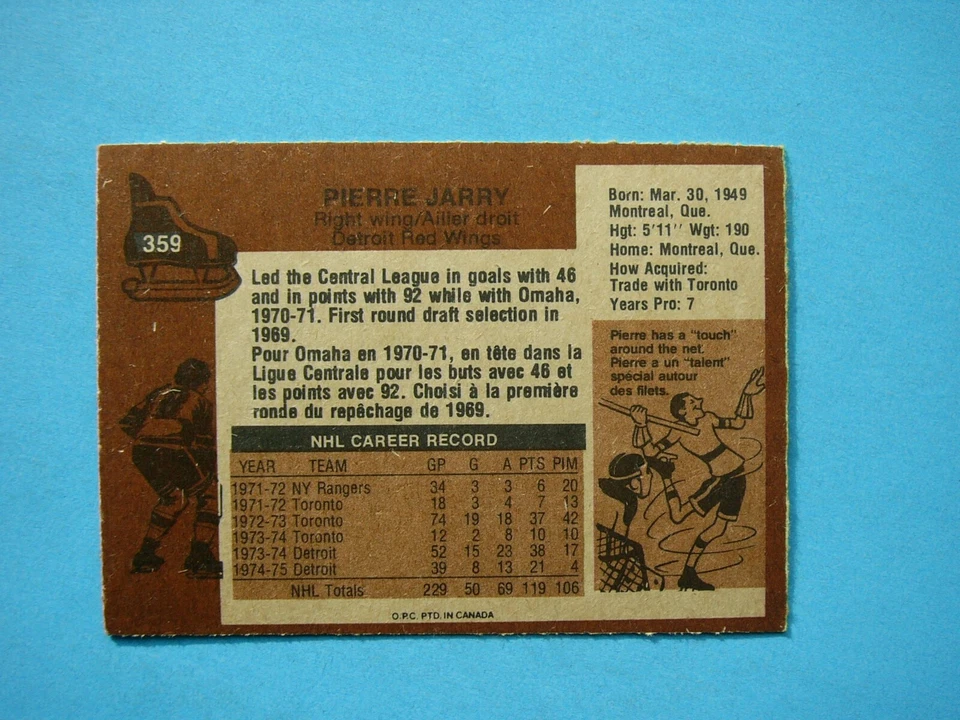 359
PIERRE JARRY
Right wing/Ailier droit
Detroit Red Wings
Born: Mar. 30, 1949
Montreal, Que.
Hgt: 5'11'' Wgt: 190
Home: Montreal, Que.
How Acquired:
Trade with Toronto
Years Pro: 7
Led the Central League in goals with 46
and in points with 92 while with Omaha,
1970-71. First round draft selection in
1969.
Pour Omaha en 1970-71, en tête dans la
Ligue Centrale pour les buts avec 46 et
les points avec 92. Choisi à la première
ronde du repêchage de 1969.
Pierre has a "touch"
around the net.
Pierre a un "talent"
spécial autour
des filets.
NHL CAREER RECORD
YEAR TEAM GP G A PTS PIM
1971-72 NY Rangers 34 3 3 6 20
1971-72 Toronto 18 3 4 7 13
1972-73 Toronto 74 19 18 37 42
1973-74 Toronto 12 2 8 10 10
1973-74 Detroit 52 15 23 38 17
1974-75 Detroit 39 8 13 21 4
NHL Totals 229 50 69 119 106
O.P.C. PTD. IN CANADA